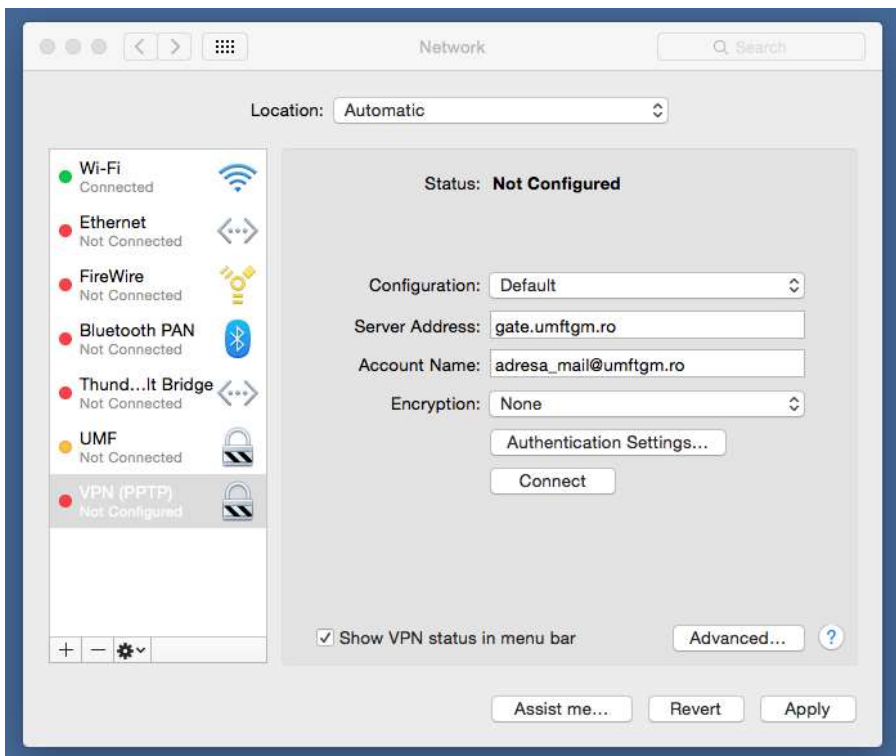 Network
Search
Location: Automatic
Wi-Fi
Connected
Ethernet
Not Connected
FireWire
Not Connected
Bluetooth PAN
Not Connected
Thund...lt Bridge
Not Connected
UMF
Not Connected
VPN (PPTP)
Not Configured
Status: Not Configured
Configuration: Default
Server Address: gate.umftgm.ro
Account Name: adresa_mail@umftgm.ro
Encryption: None
Authentication Settings...
Connect
Show VPN status in menu bar
Advanced... ?
Assist me... Revert Apply